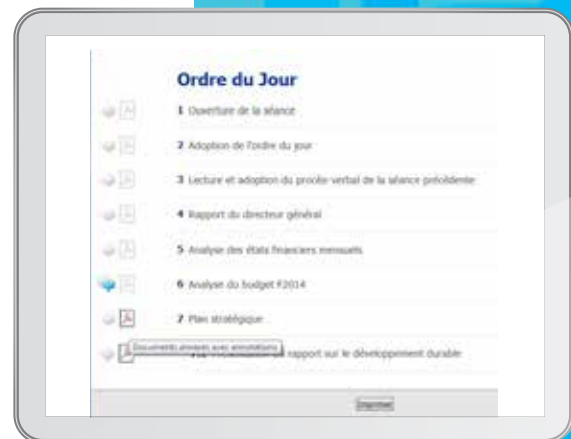 Ordre du Jour
1 Ouverture de la séance
2 Adoption de l'ordre du jour
3 Lecture et adoption du procès-verbal de la séance précédente
4 Rapport du directeur général
5 Analyse des états financiers mensuels
6 Analyse du budget F2014
7 Plan stratégique
rapport sur le développement durable
Documents annexés avec annotations
Imprimer